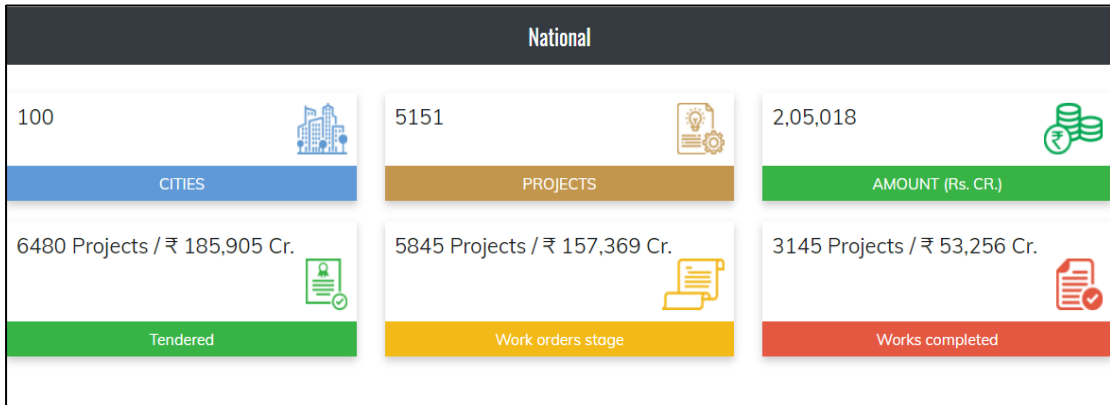 National
100
CITIES
5151
PROJECTS
2,05,018
AMOUNT (Rs. CR.)
6480 Projects / ₹ 185,905 Cr.
Tendered
5845 Projects / ₹ 157,369 Cr.
Work orders stage
3145 Projects / ₹ 53,256 Cr.
Works completed